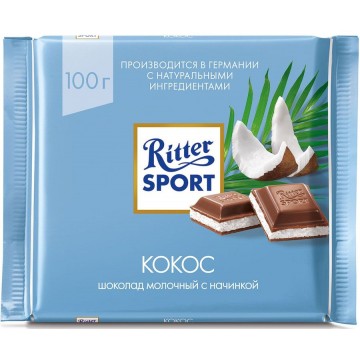 ПРОИЗВОДИТСЯ В ГЕРМАНИИ
С НАТУРАЛЬНЫМИ
ИНГРЕДИЕНТАМИ
100 г
Ritter
SPORT
КОКОС
ШОКОЛАД МОЛОЧНЫЙ С НАЧИНКОЙ